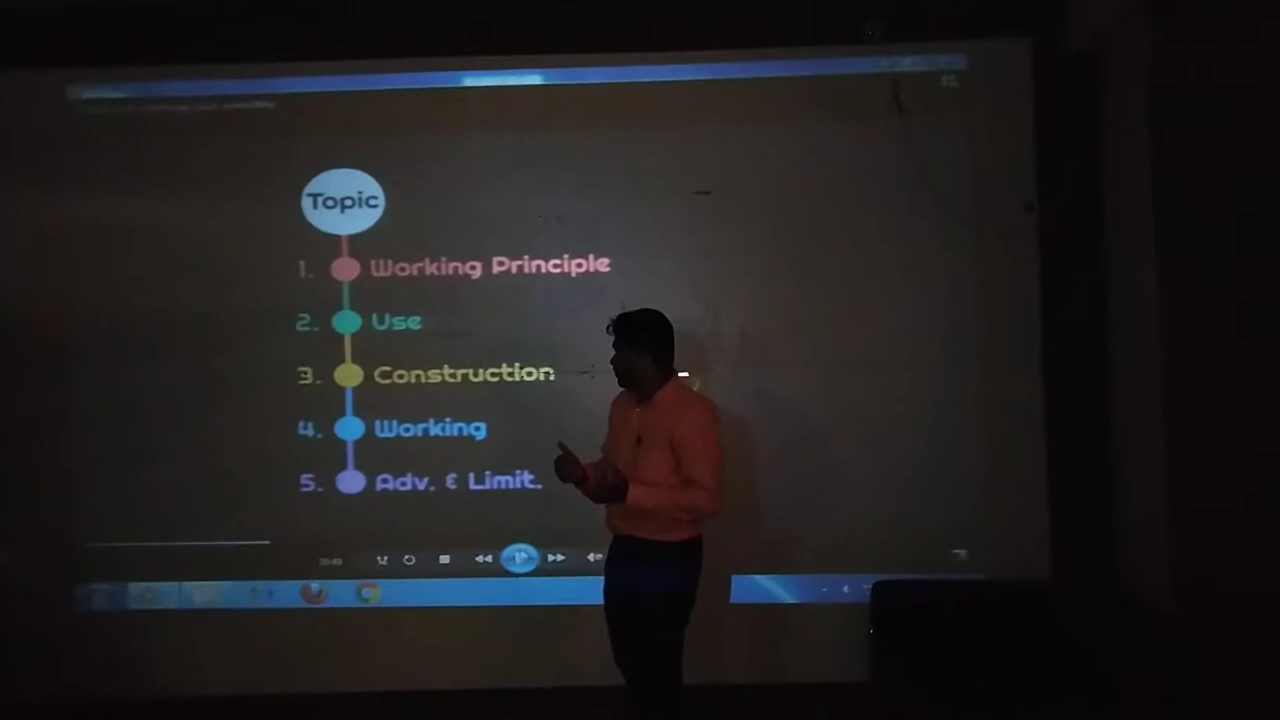 Topic
1. Working Principle
2. Use
3. Construction
4. Working
5. Adv. & Limit.